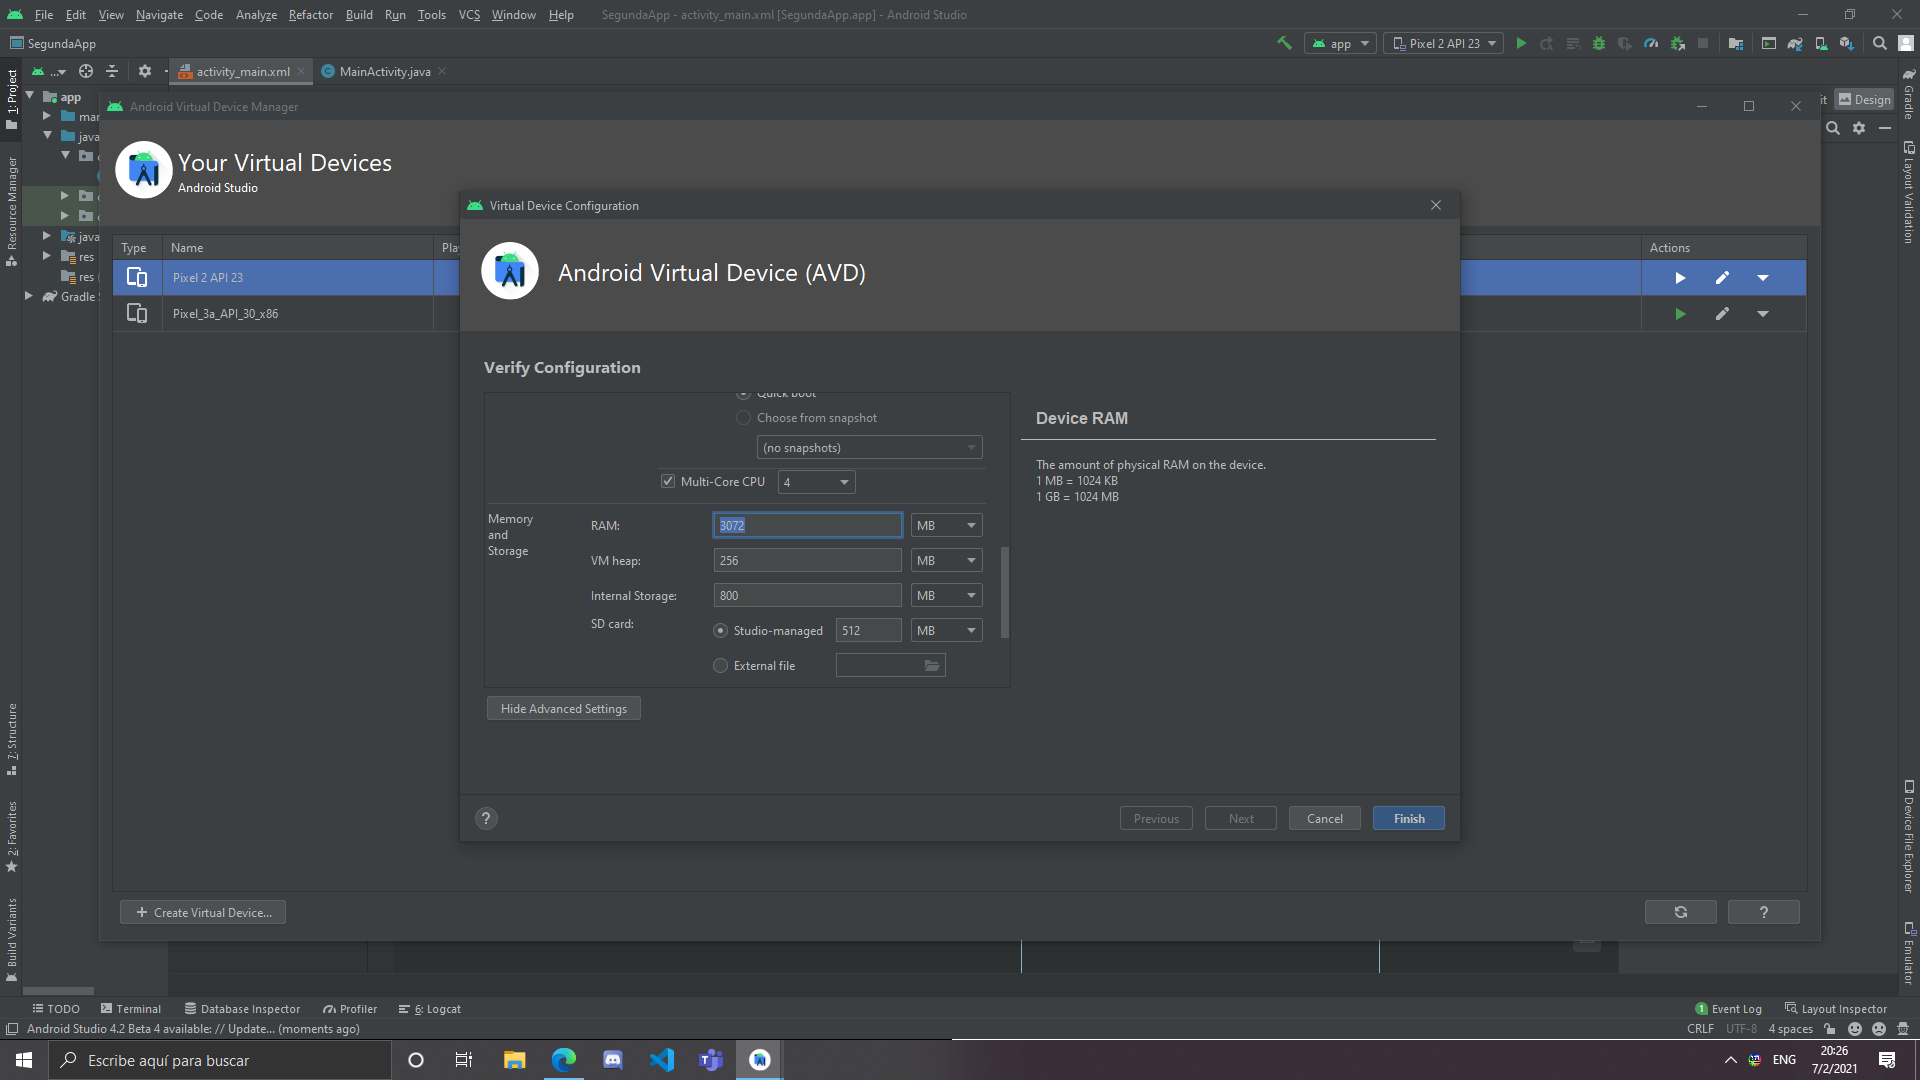 File Edit View Navigate Code Analyze Refactor Build Run Tools VCS Window Help SegundaApp - activity_main.xml [SegundaApp.app] - Android Studio
SegundaApp app Pixel 2 API 23
... activity_main.xml MainActivity.java
1: Project
Resource Manager
7: Structure
2: Favorites
Build Variants
app
java
java
res
res
Gradle
Design
Gradle
Layout Validation
Device File Explorer
Emulator
Android Virtual Device Manager
Your Virtual Devices
Android Studio
Type Name Actions
Pixel 2 API 23
Pixel_3a_API_30_x86
Virtual Device Configuration
Android Virtual Device (AVD)
Verify Configuration
Quick boot
Choose from snapshot
(no snapshots)
Multi-Core CPU 4
Memory
and
Storage
RAM: 3072 MB
VM heap: 256 MB
Internal Storage: 800 MB
SD card:
Studio-managed 512 MB
External file
Hide Advanced Settings
Device RAM
The amount of physical RAM on the device.
1 MB = 1024 KB
1 GB = 1024 MB
? Previous Next Cancel Finish
+ Create Virtual Device... ?
TODO Terminal Database Inspector Profiler 6: Logcat 1 Event Log Layout Inspector
Android Studio 4.2 Beta 4 available: // Update... (moments ago) CRLF UTF-8 4 spaces
Escribe aquí para buscar
ENG
20:26
7/2/2021